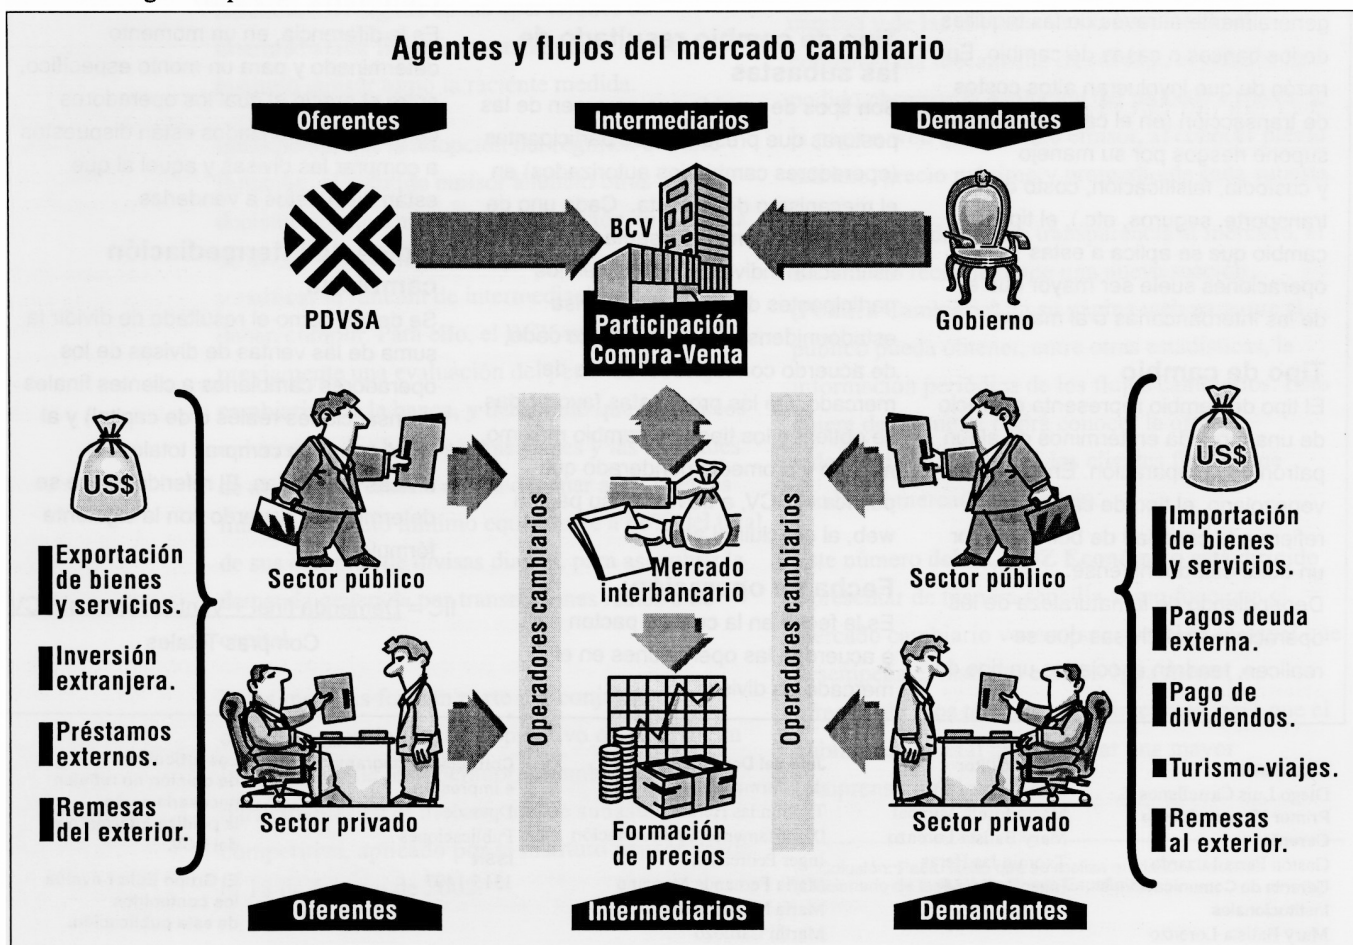 Agentes y flujos del mercado cambiario
Oferentes
Intermediarios
Demandantes
BCV
PDVSA
Participación
Compra-Venta
Gobierno
US$
Exportación
de bienes
y servicios.
Inversión
extranjera.
Préstamos
externos.
Remesas
del exterior.
Sector público
Sector privado
Operadores cambiarios
Mercado
interbancario
Formación
de precios
Operadores cambiarios
Sector público
Sector privado
US$
Importación
de bienes
y servicios.
Pagos deuda
externa.
Pago de
dividendos.
Turismo-viajes.
Remesas
al exterior.
Oferentes
Intermediarios
Demandantes